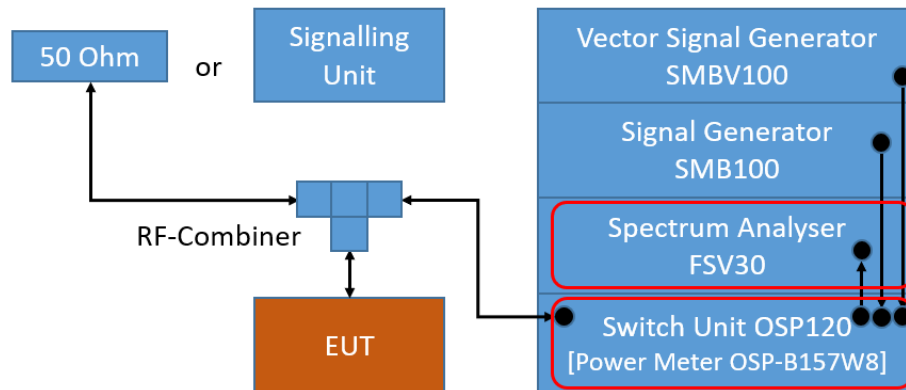 50 Ohm
or
Signalling
Unit
Vector Signal Generator
SMBV100
Signal Generator
SMB100
RF-Combiner
Spectrum Analyser
FSV30
EUT
Switch Unit OSP120
[Power Meter OSP-B157W8]